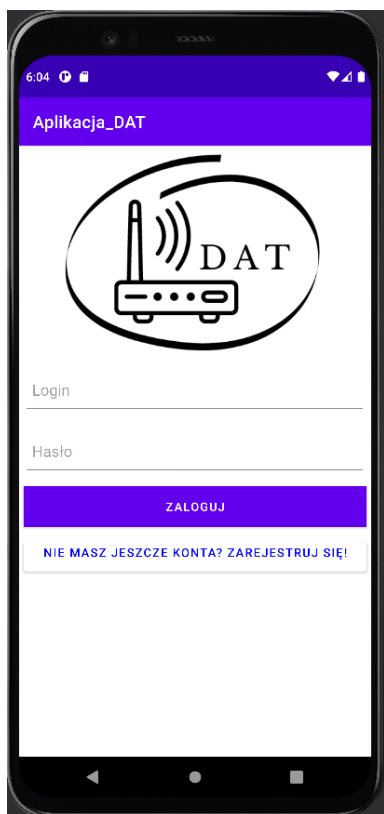 6:04
Aplikacja_DAT
DAT
Login
Hasło
ZALOGUJ
NIE MASZ JESZCZE KONTA? ZAREJESTRUJ SIĘ!